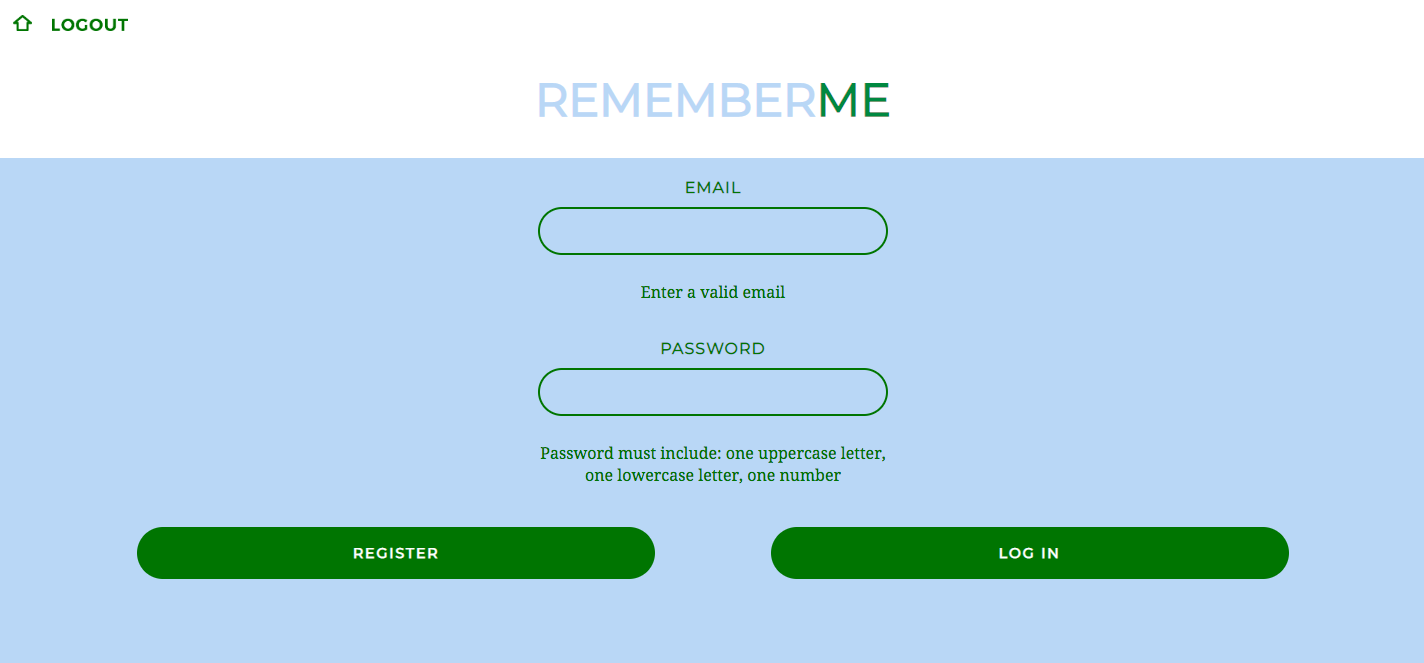 LOGOUT
REMEMBERME
EMAIL
Enter a valid email
PASSWORD
Password must include: one uppercase letter,
one lowercase letter, one number
REGISTER
LOG IN